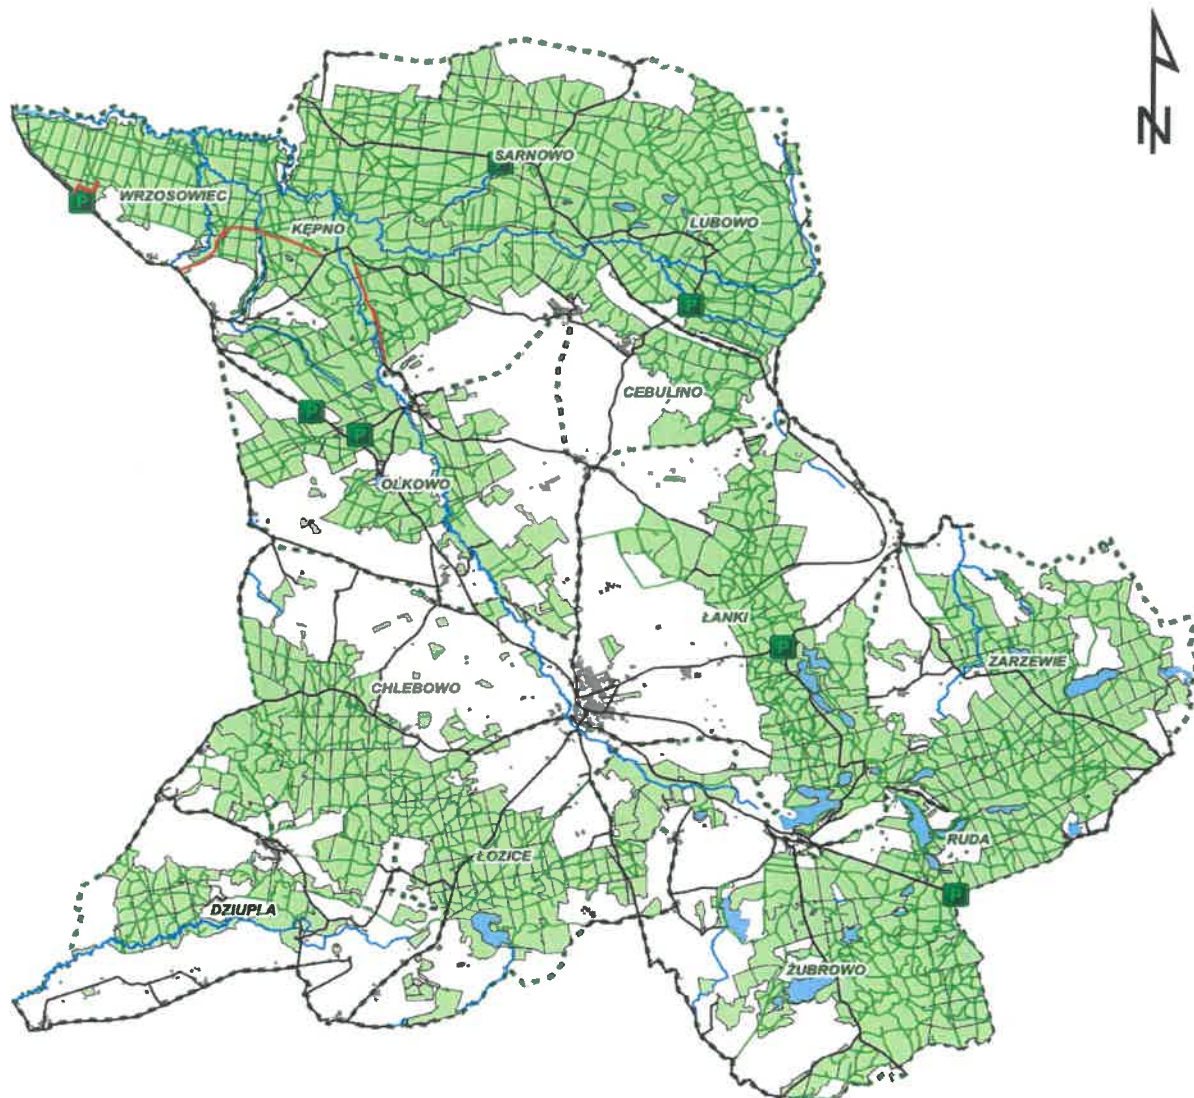 N
SARNOWO
P
WRZOSOWIEC
P
LUBOWO
KĘPNO
P
CEBULINO
P
P
OLKOWO
ŁANKI
P
ZARZEWIE
CHLEBOWO
RUDA
ŁOZICE
P
DZIUPLA
ŻUBROWO